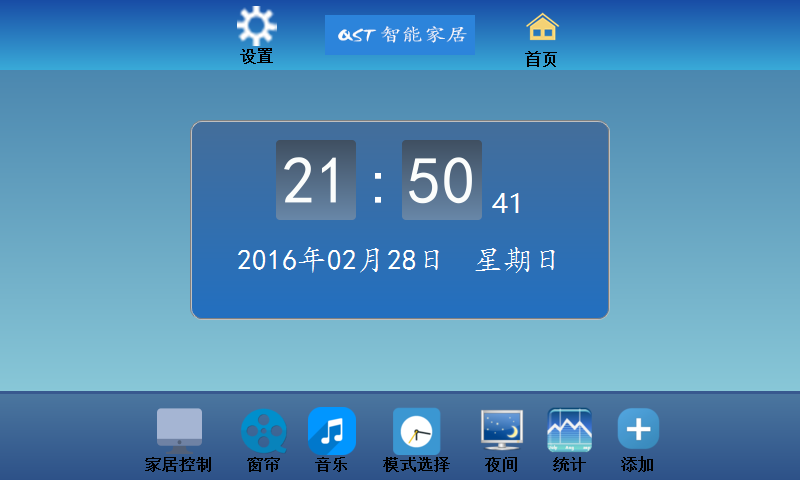 设置
QST 智能家居
首页
21 : 50 41
2016年02月28日 星期日
家居控制
窗帘
音乐
模式选择
夜间
统计
添加